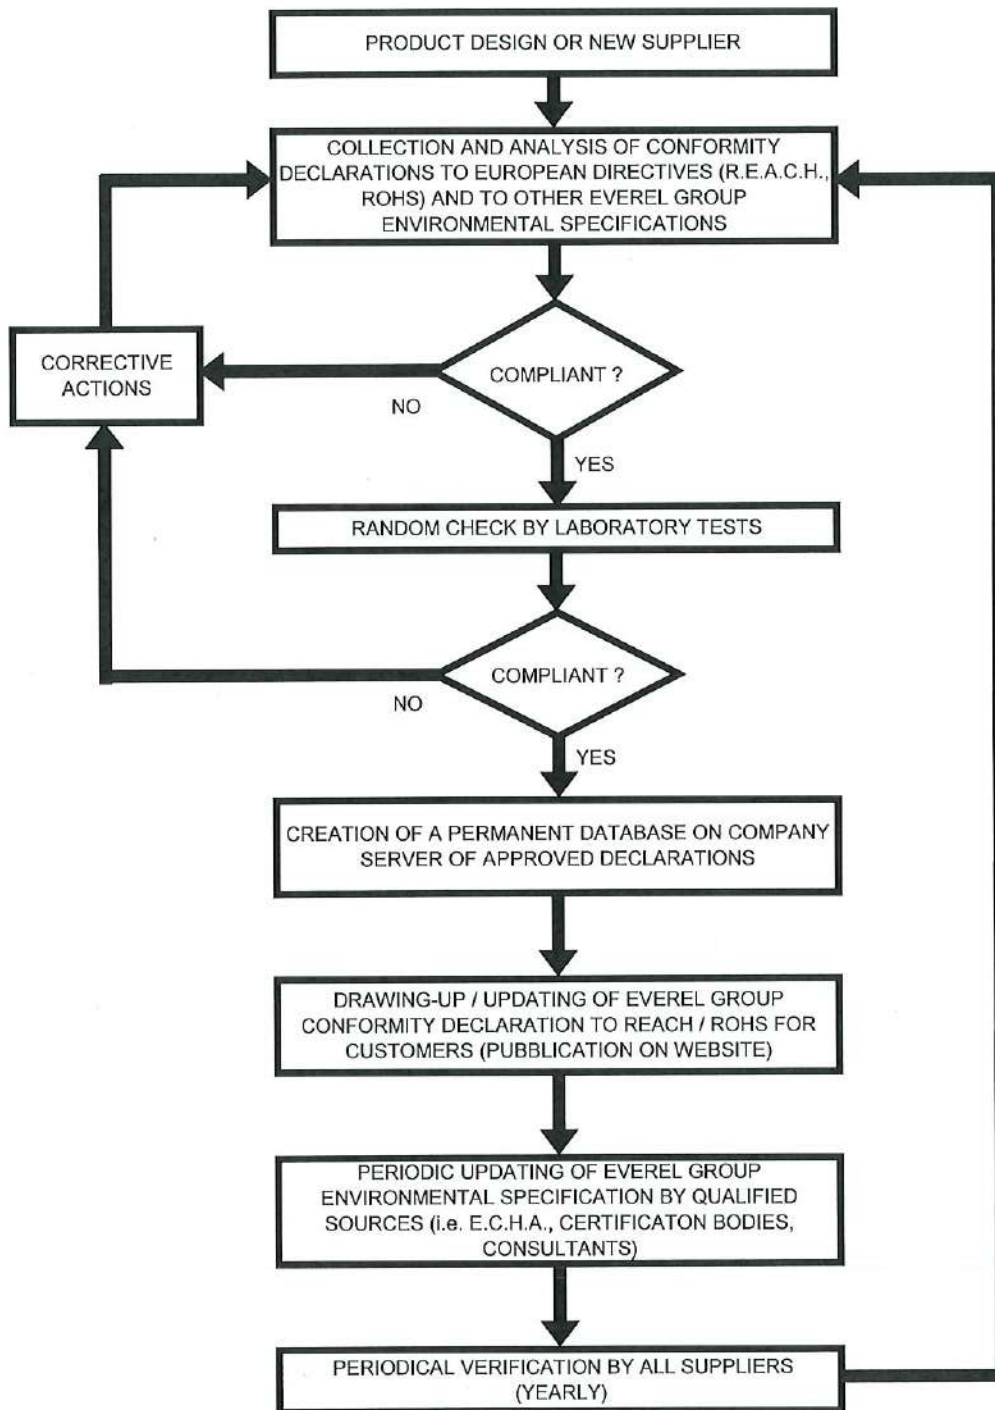 PRODUCT DESIGN OR NEW SUPPLIER
COLLECTION AND ANALYSIS OF CONFORMITY
DECLARATIONS TO EUROPEAN DIRECTIVES (R.E.A.C.H.,
ROHS) AND TO OTHER EVEREL GROUP
ENVIRONMENTAL SPECIFICATIONS
CORRECTIVE
ACTIONS
COMPLIANT ?
NO
YES
RANDOM CHECK BY LABORATORY TESTS
COMPLIANT ?
NO
YES
CREATION OF A PERMANENT DATABASE ON COMPANY
SERVER OF APPROVED DECLARATIONS
DRAWING-UP / UPDATING OF EVEREL GROUP
CONFORMITY DECLARATION TO REACH / ROHS FOR
CUSTOMERS (PUBBLICATION ON WEBSITE)
PERIODIC UPDATING OF EVEREL GROUP
ENVIRONMENTAL SPECIFICATION BY QUALIFIED
SOURCES (i.e. E.C.H.A., CERTIFICATON BODIES,
CONSULTANTS)
PERIODICAL VERIFICATION BY ALL SUPPLIERS
(YEARLY)